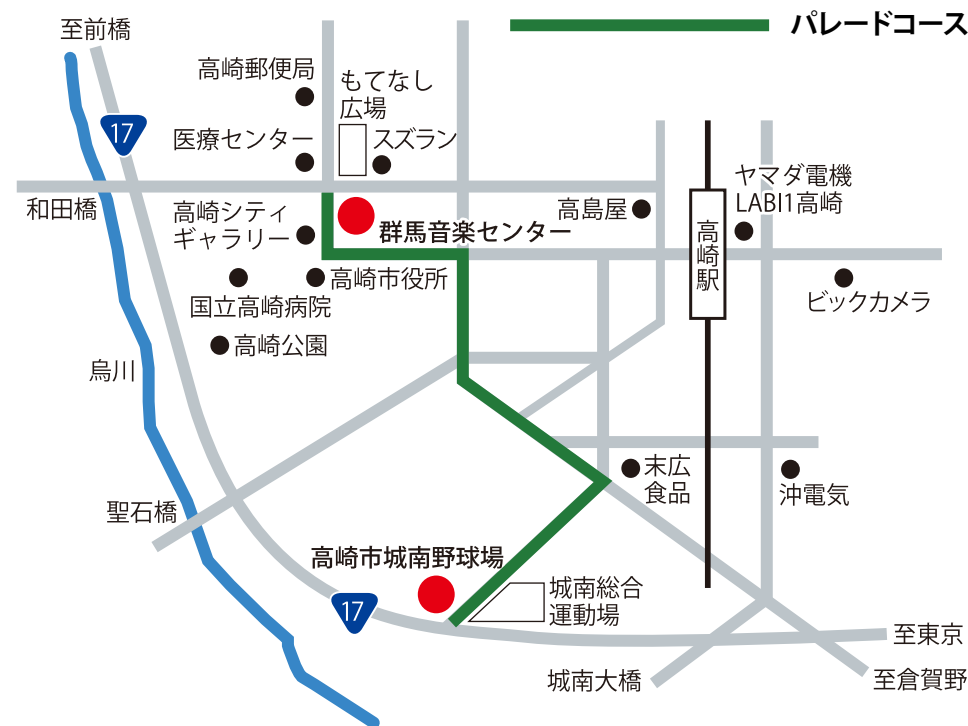 パレードコース
至前橋
高崎郵便局
もてなし
広場
17
医療センター
スズラン
ヤマダ電機
LABI1高崎
和田橋
高崎シティ
ギャラリー
群馬音楽センター
高島屋
高崎駅
国立高崎病院
高崎市役所
ビックカメラ
高崎公園
烏川
末広
食品
沖電気
聖石橋
高崎市城南野球場
17
城南総合
運動場
至東京
城南大橋
至倉賀野